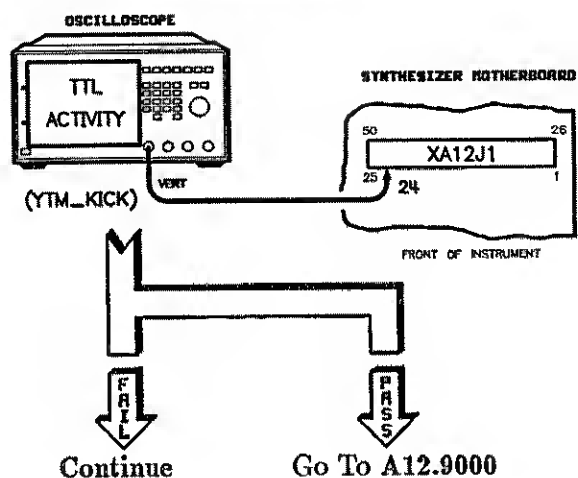 OSCILLOSCOPE
TTL
ACTIVITY
VERT
(YTM_KICK)
SYNTHESIZER MOTHERBOARD
50
26
XA12J1
25
24
1
FRONT OF INSTRUMENT
FAIL
PASS
Continue
Go To A12.9000